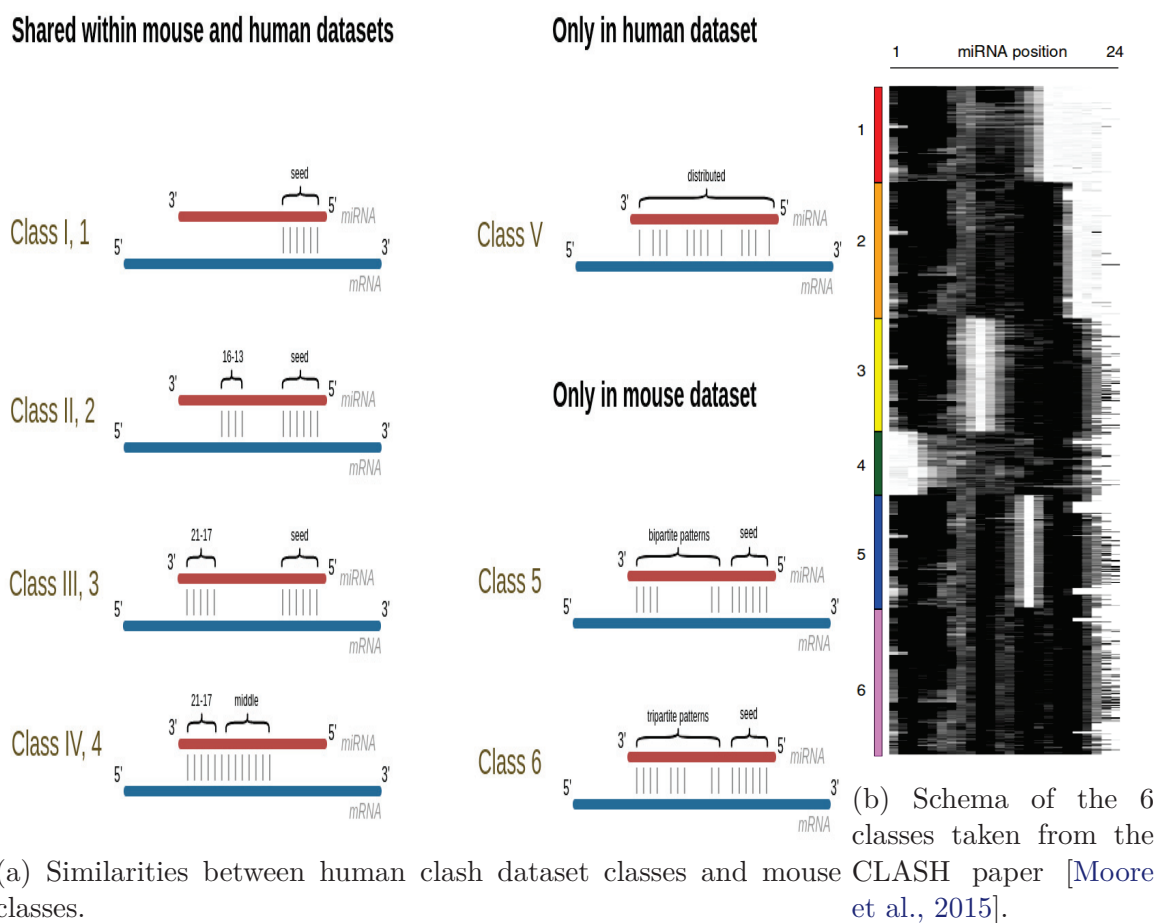 Shared within mouse and human datasets
seed
3'
5'
miRNA
Class I, 1
5'
3'
mRNA
16-13
seed
3'
5'
miRNA
Class II, 2
5'
3'
mRNA
21-17
seed
3'
5'
miRNA
Class III, 3
5'
3'
mRNA
21-17
middle
3'
5'
miRNA
Class IV, 4
5'
3'
mRNA
Only in human dataset
distributed
3'
5'
miRNA
Class V
5'
3'
mRNA
Only in mouse dataset
bipartite patterns
seed
3'
5'
miRNA
Class 5
5'
3'
mRNA
tripartite patterns
seed
3'
5'
miRNA
Class 6
5'
3'
mRNA
(a) Similarities between human clash dataset classes and mouse
classes.
1 miRNA position 24
1
2
3
4
5
6
(b) Schema of the 6
classes taken from the
CLASH paper [Moore
et al., 2015].